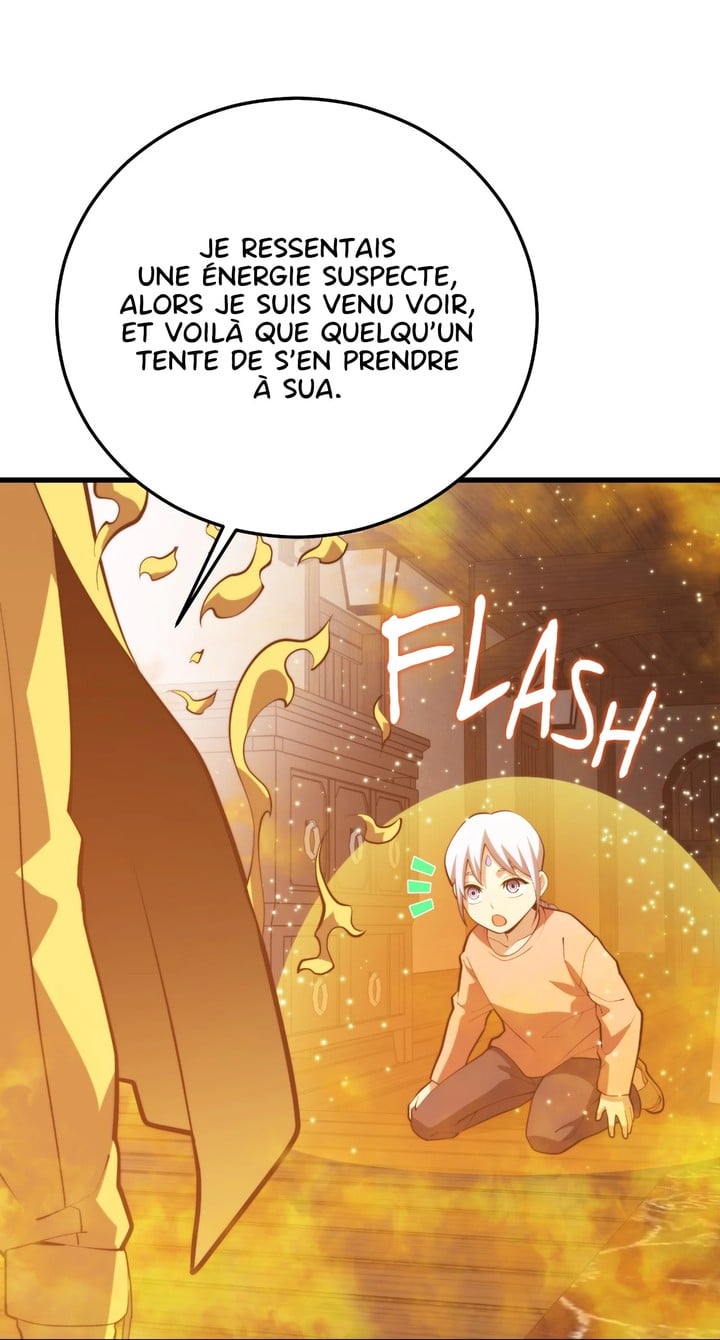 JE RESSENTAIS
UNE ÉNERGIE SUSPECTE,
ALORS JE SUIS VENU VOIR,
ET VOILÀ QUE QUELQU'UN
TENTE DE S'EN PRENDRE
À SUA.
FLASH